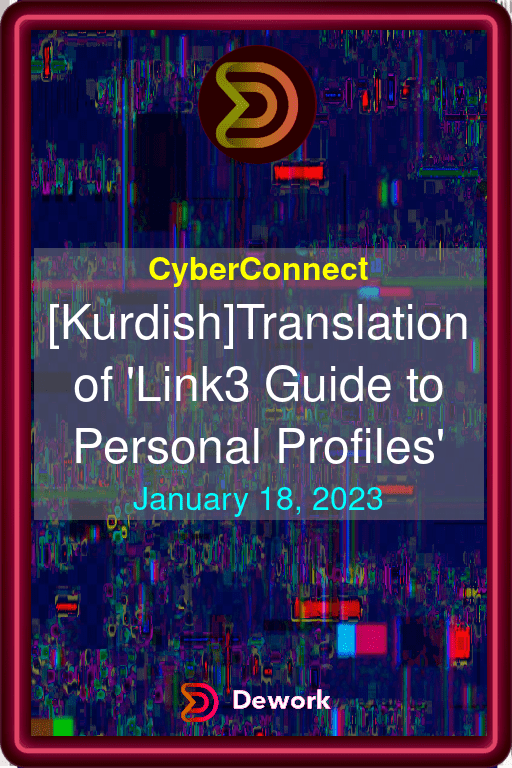 CyberConnect
[Kurdish]Translation
of 'Link3 Guide to
Personal Profiles'
January 18, 2023
Dework